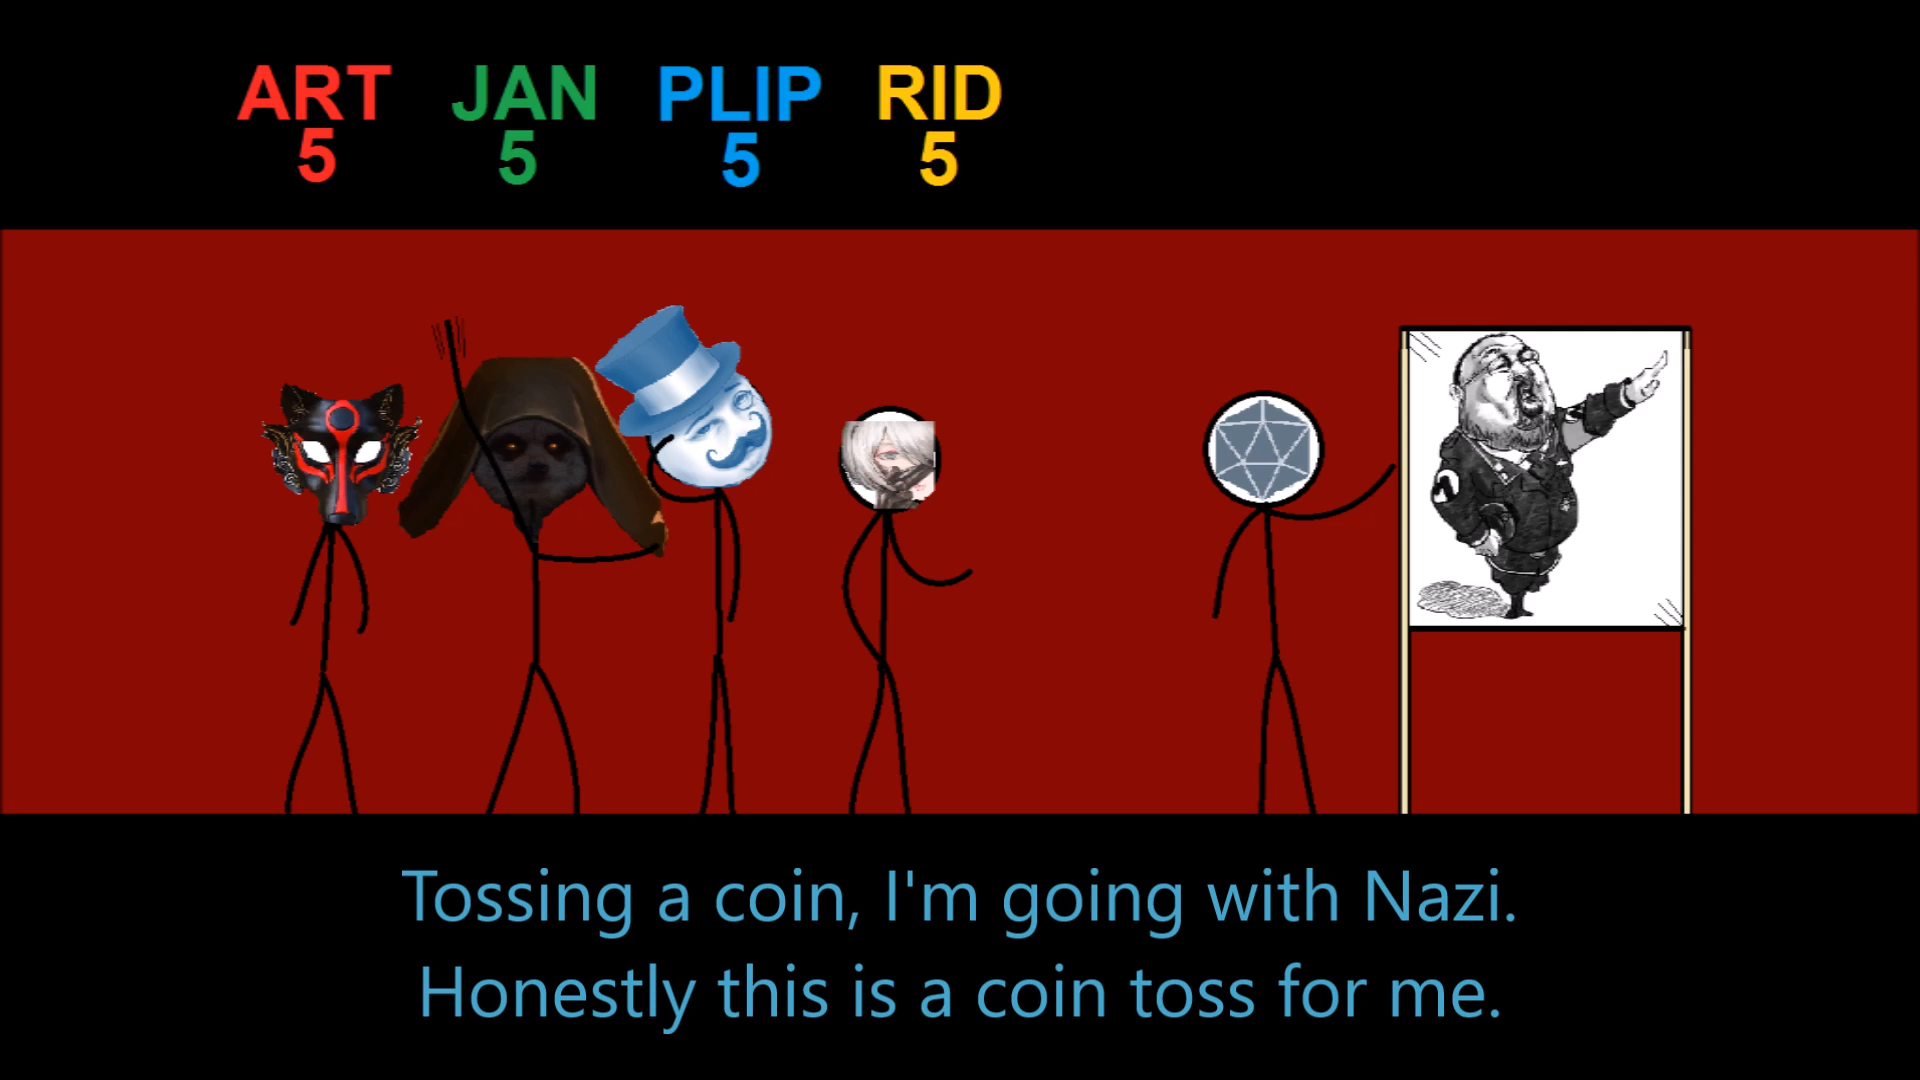 ART JAN PLIP RID
5 5 5 5
Tossing a coin, I'm going with Nazi.
Honestly this is a coin toss for me.